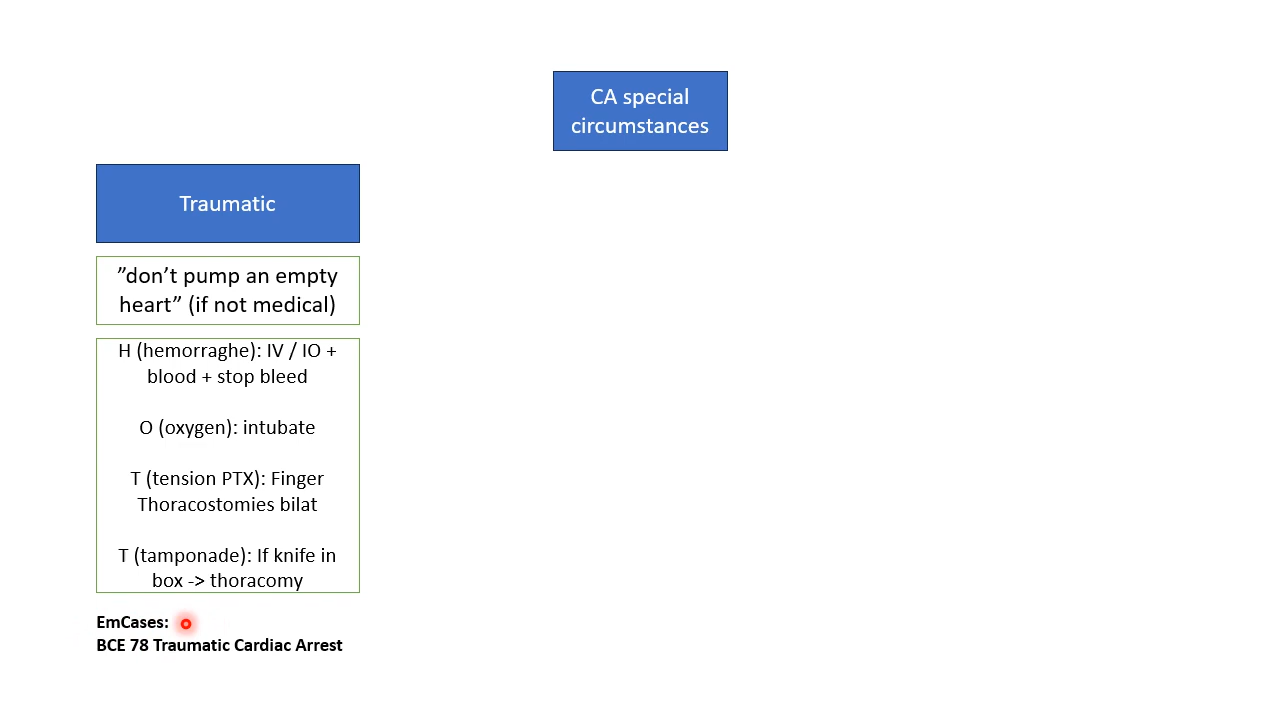 CA special
circumstances
Traumatic
”don’t pump an empty
heart” (if not medical)
H (hemorraghe): IV / IO +
blood + stop bleed
O (oxygen): intubate
T (tension PTX): Finger
Thoracostomies bilat
T (tamponade): If knife in
box -> thoracomy
EmCases:
BCE 78 Traumatic Cardiac Arrest